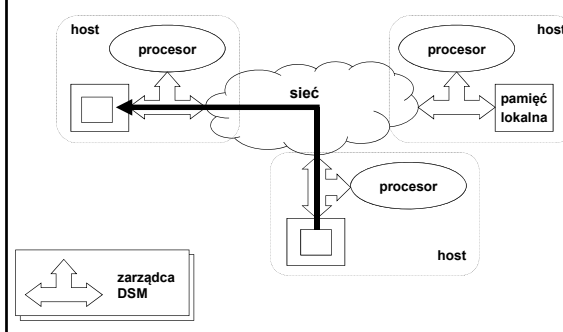 host
procesor
sieć
procesor
host
pamięć
lokalna
procesor
host
zarządca
DSM